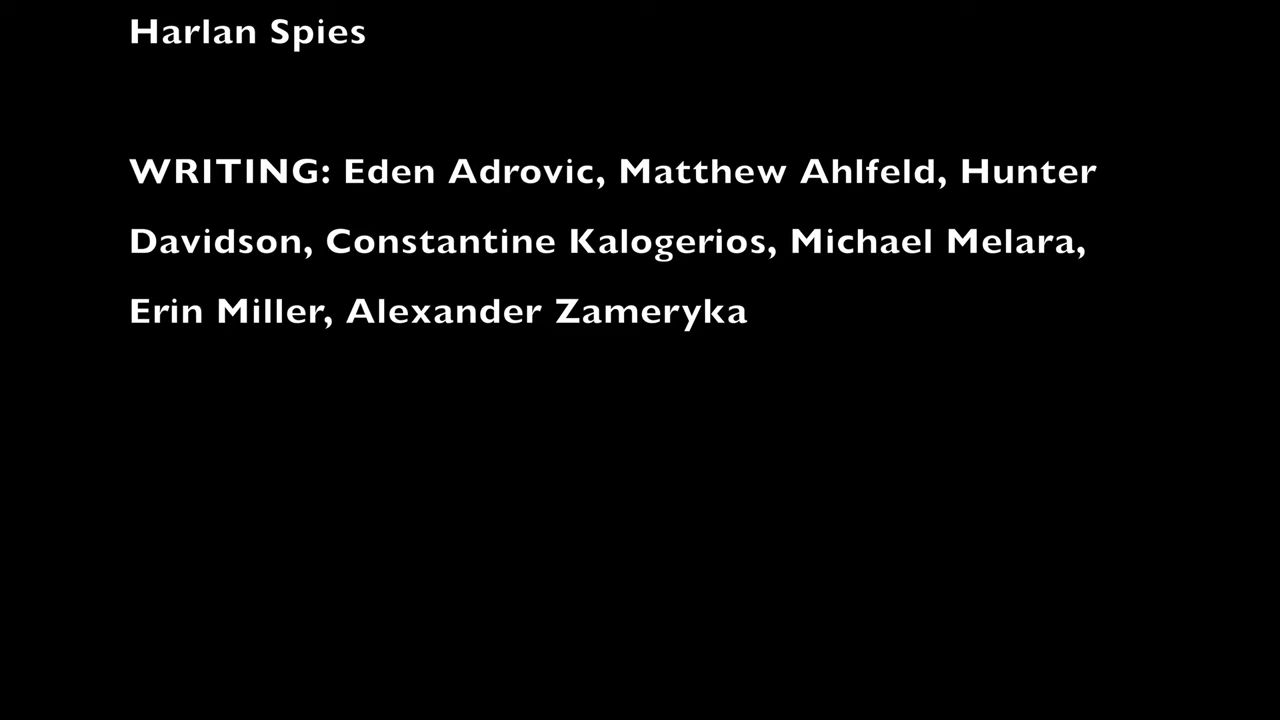 Harlan Spies
WRITING: Eden Adrovic, Matthew Ahlfeld, Hunter
Davidson, Constantine Kalogerios, Michael Melara,
Erin Miller, Alexander Zameryka